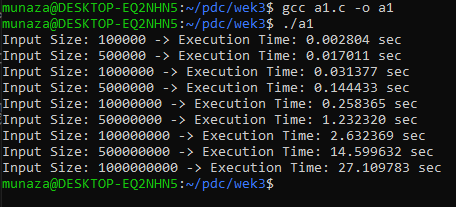 munaza@DESKTOP-EQ2NHN5:~/pdc/wek3$ gcc a1.c -o a1
munaza@DESKTOP-EQ2NHN5:~/pdc/wek3$ ./a1
Input Size: 100000 -> Execution Time: 0.002804 sec
Input Size: 500000 -> Execution Time: 0.017011 sec
Input Size: 1000000 -> Execution Time: 0.031377 sec
Input Size: 5000000 -> Execution Time: 0.144433 sec
Input Size: 10000000 -> Execution Time: 0.258365 sec
Input Size: 50000000 -> Execution Time: 1.232320 sec
Input Size: 100000000 -> Execution Time: 2.632369 sec
Input Size: 500000000 -> Execution Time: 14.599632 sec
Input Size: 1000000000 -> Execution Time: 27.109783 sec
munaza@DESKTOP-EQ2NHN5:~/pdc/wek3$